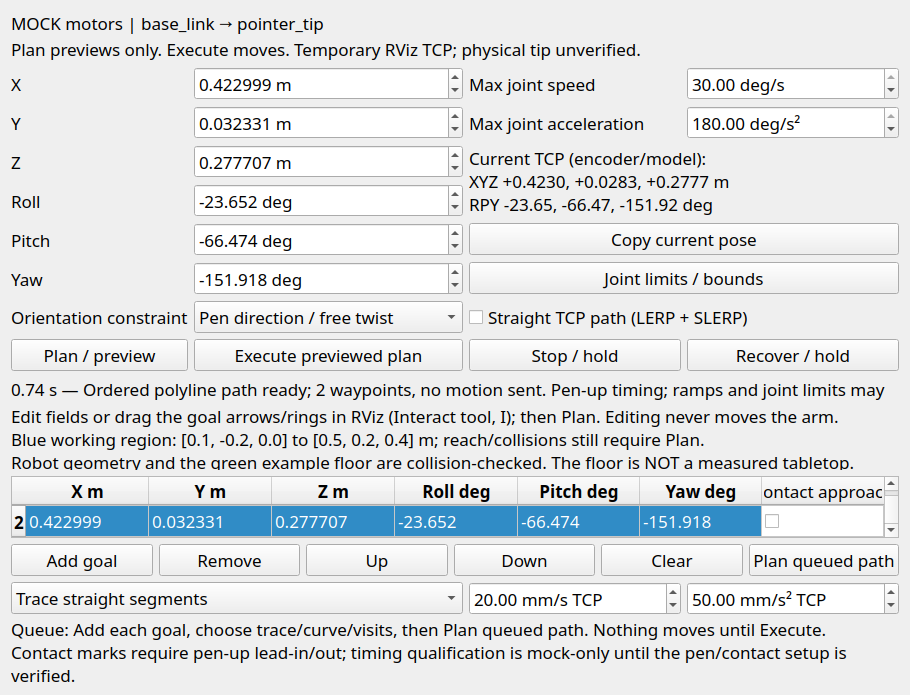 MOCK motors | base_link → pointer_tip
Plan previews only. Execute moves. Temporary RViz TCP; physical tip unverified.
X 0.422999 m Max joint speed 30.00 deg/s
Y 0.032331 m Max joint acceleration 180.00 deg/s²
Z 0.277707 m Current TCP (encoder/model):
XYZ +0.4230, +0.0283, +0.2777 m
Roll -23.652 deg RPY -23.65, -66.47, -151.92 deg
Pitch -66.474 deg Copy current pose
Yaw -151.918 deg Joint limits / bounds
Orientation constraint Pen direction / free twist Straight TCP path (LERP + SLERP)
Plan / preview Execute previewed plan Stop / hold Recover / hold
0.74 s — Ordered polyline path ready; 2 waypoints, no motion sent. Pen-up timing; ramps and joint limits may
Edit fields or drag the goal arrows/rings in RViz (Interact tool, I); then Plan. Editing never moves the arm.
Blue working region: [0.1, -0.2, 0.0] to [0.5, 0.2, 0.4] m; reach/collisions still require Plan.
Robot geometry and the green example floor are collision-checked. The floor is NOT a measured tabletop.
X m Y m Z m Roll deg Pitch deg Yaw deg ontact approac
2 0.422999 0.032331 0.277707 -23.652 -66.474 -151.918
Add goal Remove Up Down Clear Plan queued path
Trace straight segments 20.00 mm/s TCP 50.00 mm/s² TCP
Queue: Add each goal, choose trace/curve/visits, then Plan queued path. Nothing moves until Execute.
Contact marks require pen-up lead-in/out; timing qualification is mock-only until the pen/contact setup is
verified.